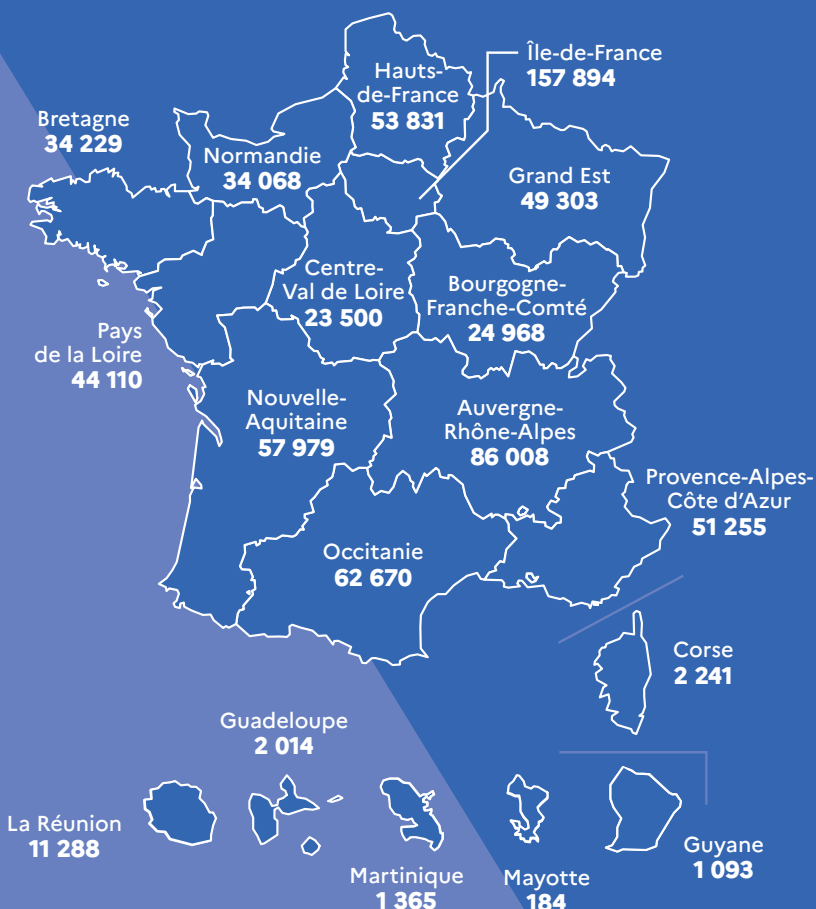 Île-de-France
157 894
Hauts-
de-France
53 831
Bretagne
34 229
Normandie
34 068
Grand Est
49 303
Centre-
Val de Loire
23 500
Bourgogne-
Franche-Comté
24 968
Pays
de la Loire
44 110
Nouvelle-
Aquitaine
57 979
Auvergne-
Rhône-Alpes
86 008
Provence-Alpes-
Côte d'Azur
51 255
Occitanie
62 670
Corse
2 241
Guadeloupe
2 014
La Réunion
11 288
Martinique
1 365
Mayotte
184
Guyane
1 093